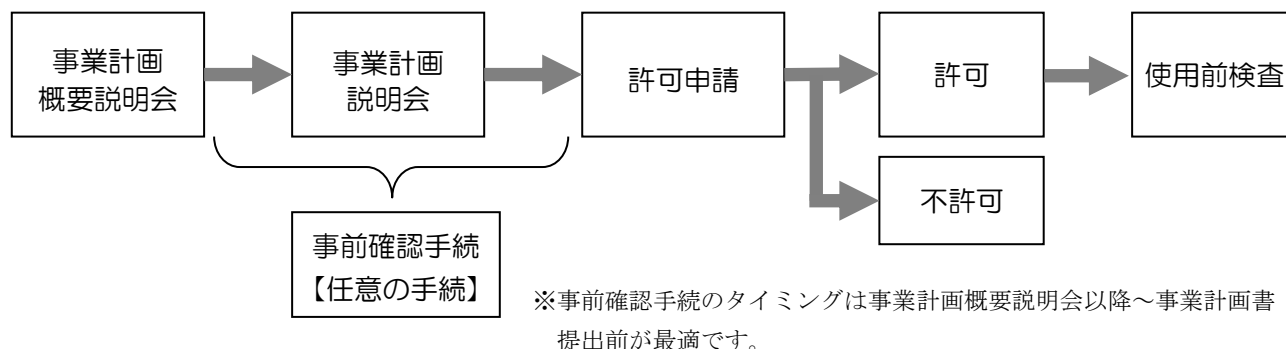 事業計画
概要説明会
事業計画
説明会
許可申請
許可
使用前検査
不許可
事前確認手続
【任意の手続】
※事前確認手続のタイミングは事業計画概要説明会以降～事業計画書
提出前が最適です。